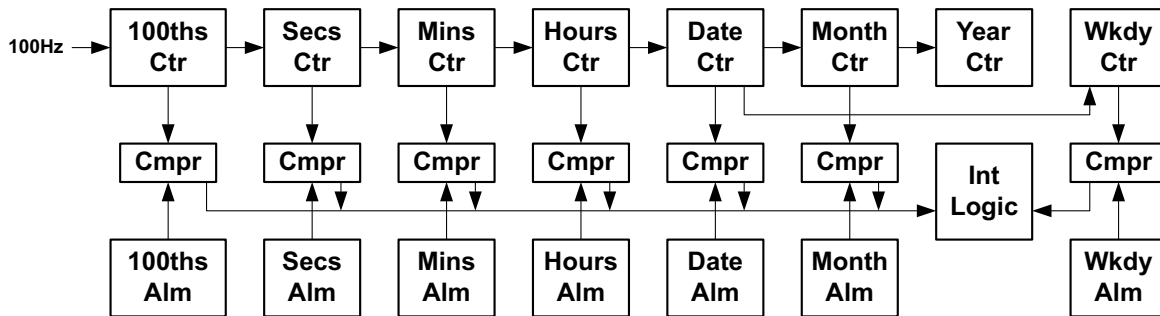 100Hz
100ths
Ctr
Secs
Ctr
Mins
Ctr
Hours
Ctr
Date
Ctr
Month
Ctr
Year
Ctr
Wkdy
Ctr
Cmpr
Cmpr
Cmpr
Cmpr
Cmpr
Cmpr
Int
Logic
Cmpr
100ths
Alm
Secs
Alm
Mins
Alm
Hours
Alm
Date
Alm
Month
Alm
Wkdy
Alm